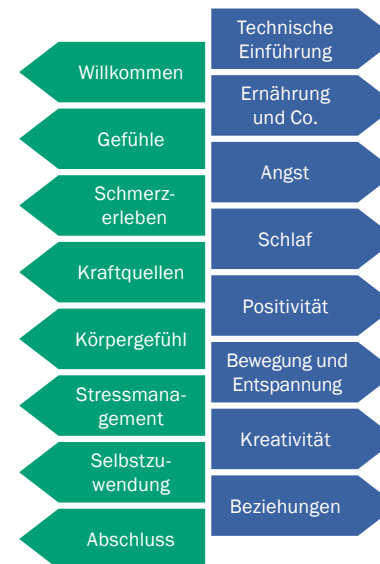 Technische
Einführung
Willkommen
Ernährung
und Co.
Gefühle
Angst
Schmerz-
erleben
Schlaf
Kraftquellen
Positivität
Körpergefühl
Bewegung und
Entspannung
Stressmana-
gement
Kreativität
Selbstzu-
wendung
Beziehungen
Abschluss